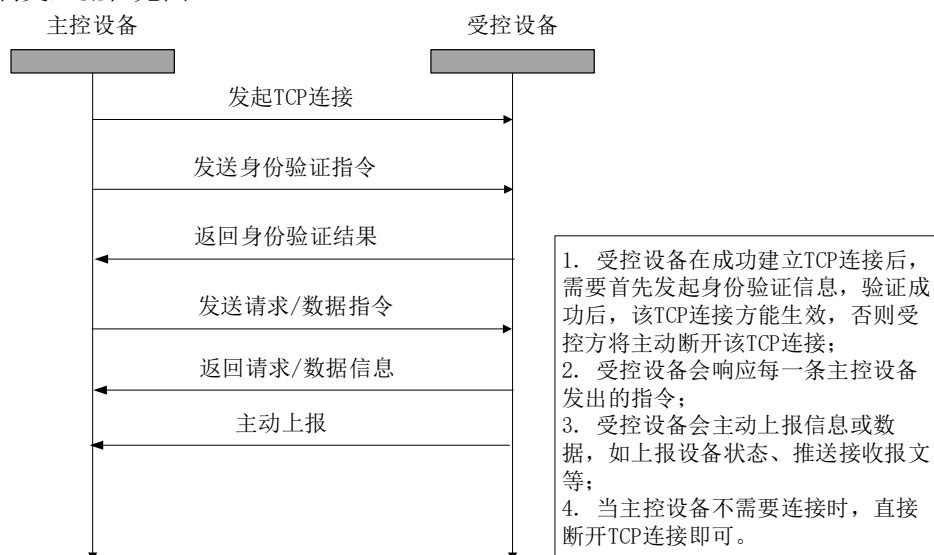 主控设备
受控设备
发起TCP连接
发送身份验证指令
返回身份验证结果
发送请求/数据指令
返回请求/数据信息
主动上报
1. 受控设备在成功建立TCP连接后，
需要首先发起身份验证信息，验证成
功后，该TCP连接方能生效，否则受
控方将主动断开该TCP连接；
2. 受控设备会响应每一条主控设备
发出的指令；
3. 受控设备会主动上报信息或数
据，如上报设备状态、推送接收报文
等；
4. 当主控设备不需要连接时，直接
断开TCP连接即可。